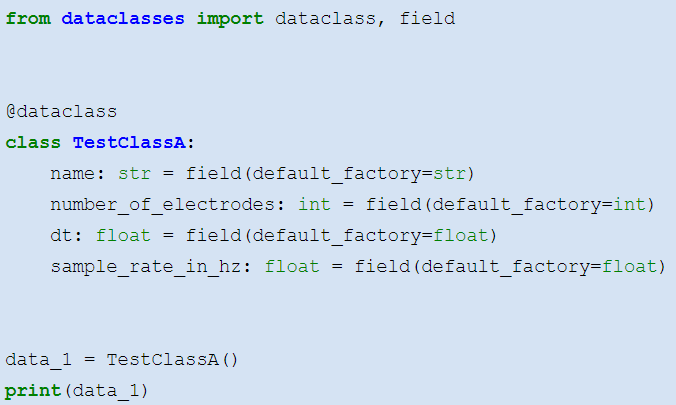 from dataclasses import dataclass, field
@dataclass
class TestClassA:
    name: str = field(default_factory=str)
    number_of_electrodes: int = field(default_factory=int)
    dt: float = field(default_factory=float)
    sample_rate_in_hz: float = field(default_factory=float)
data_1 = TestClassA()
print(data_1)